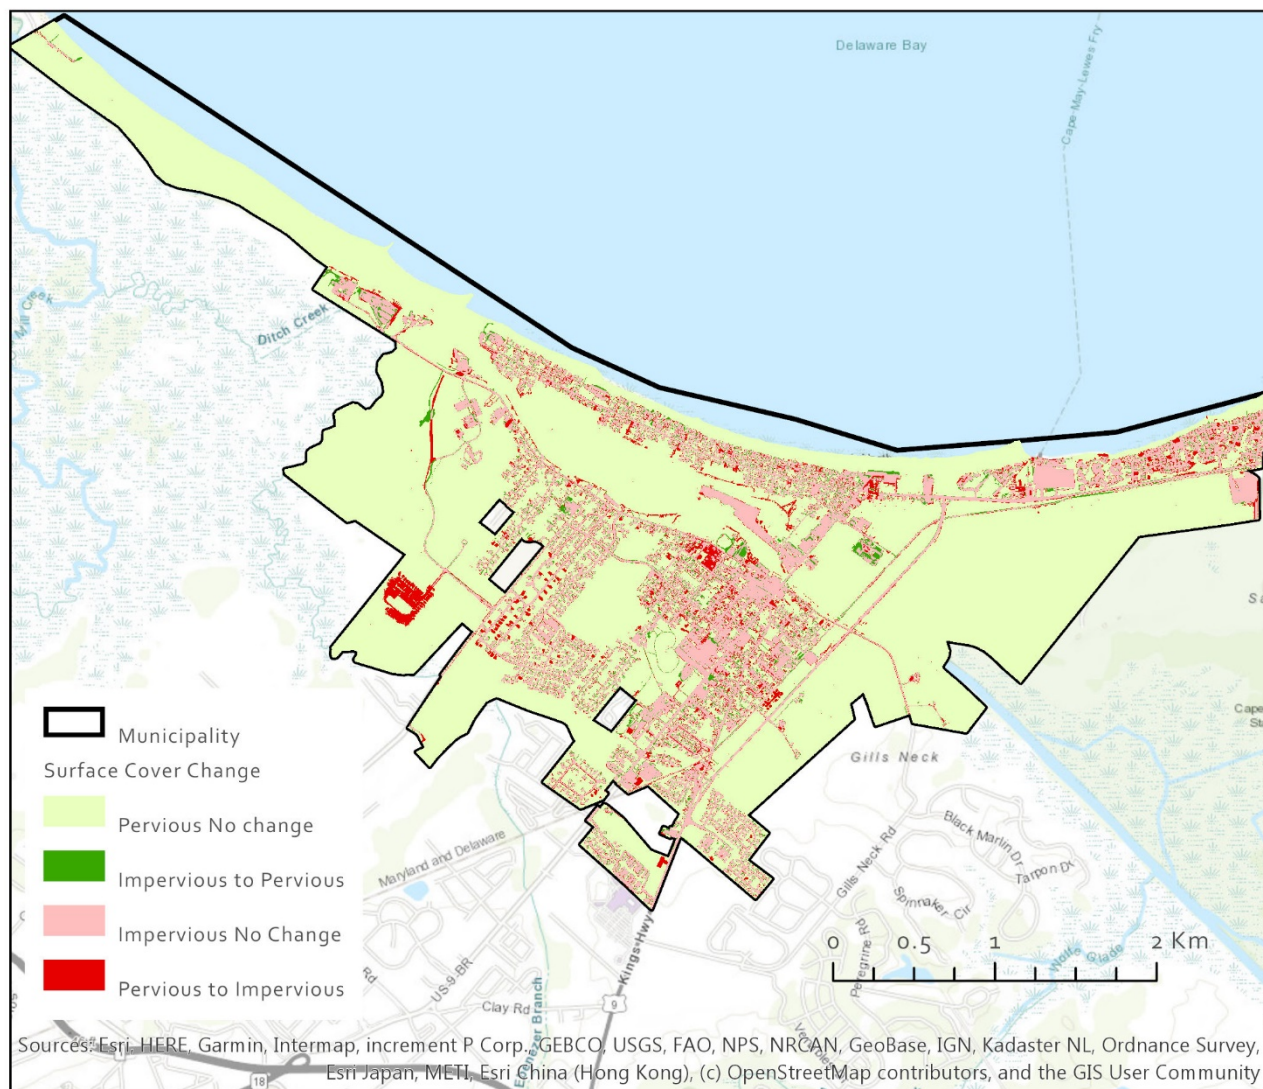 Delaware Bay
Cape May-Lewes Fry
Mill Creek
Ditch Creek
Gills Neck
Black Marlin Dr
Tarpon Dr
Gills Neck Rd
Spinnaker Cir
Peregrine Rd
Wolfe Glade
Maryland and Delaware
Kings Hwy
US-9-BR
Rd
Clay Rd
9
Ebenezer Branch
18
Municipality
Surface Cover Change
Pervious No change
Impervious to Pervious
Impervious No Change
Pervious to Impervious
0 0.5 1 2 Km
Sources: Esri, HERE, Garmin, Intermap, increment P Corp., GEBCO, USGS, FAO, NPS, NRCAN, GeoBase, IGN, Kadaster NL, Ordnance Survey,
Esri Japan, METI, Esri China (Hong Kong), (c) OpenStreetMap contributors, and the GIS User Community